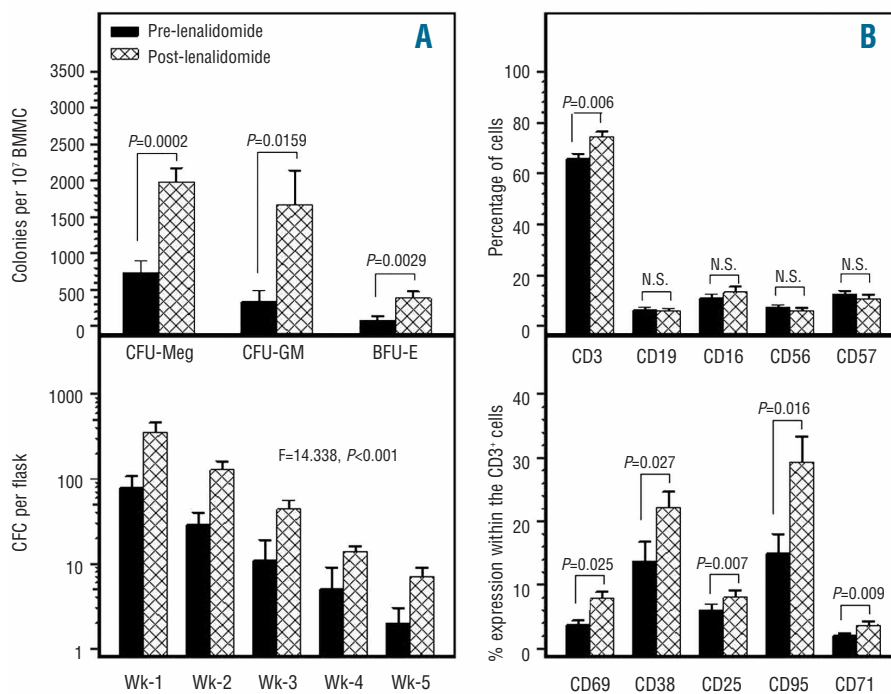 A
Pre-lenalidomide
Post-lenalidomide
Colonies per 10⁷ BMMC
3500
3000
2500
2000
1500
1000
500
0
P=0.0002
P=0.0159
P=0.0029
CFU-Meg CFU-GM BFU-E
CFC per flask
1000
100
10
1
F=14.338, P<0.001
Wk-1 Wk-2 Wk-3 Wk-4 Wk-5
B
Percentage of cells
100
80
60
40
20
0
P=0.006
N.S. N.S. N.S. N.S.
CD3 CD19 CD16 CD56 CD57
% expression within the CD3⁺ cells
40
30
20
10
0
P=0.025
P=0.027
P=0.007
P=0.016
P=0.009
CD69 CD38 CD25 CD95 CD71